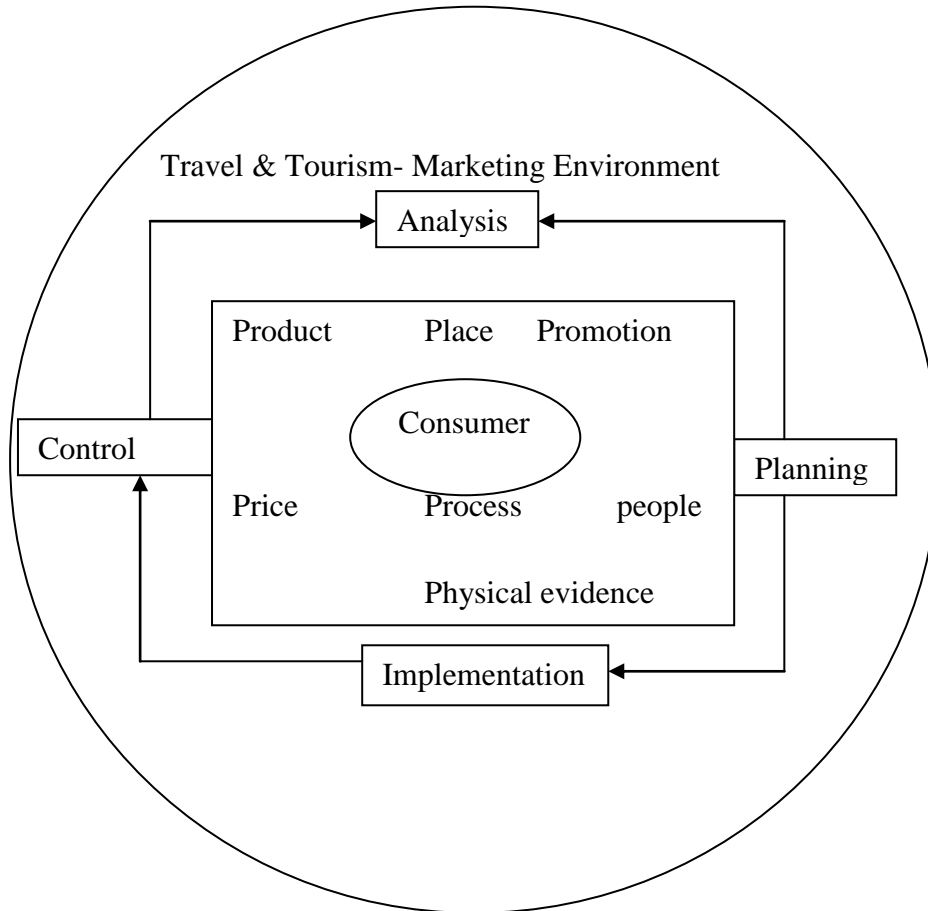 Travel & Tourism- Marketing Environment
Analysis
Product Place Promotion
Consumer
Control
Planning
Price Process people
Physical evidence
Implementation